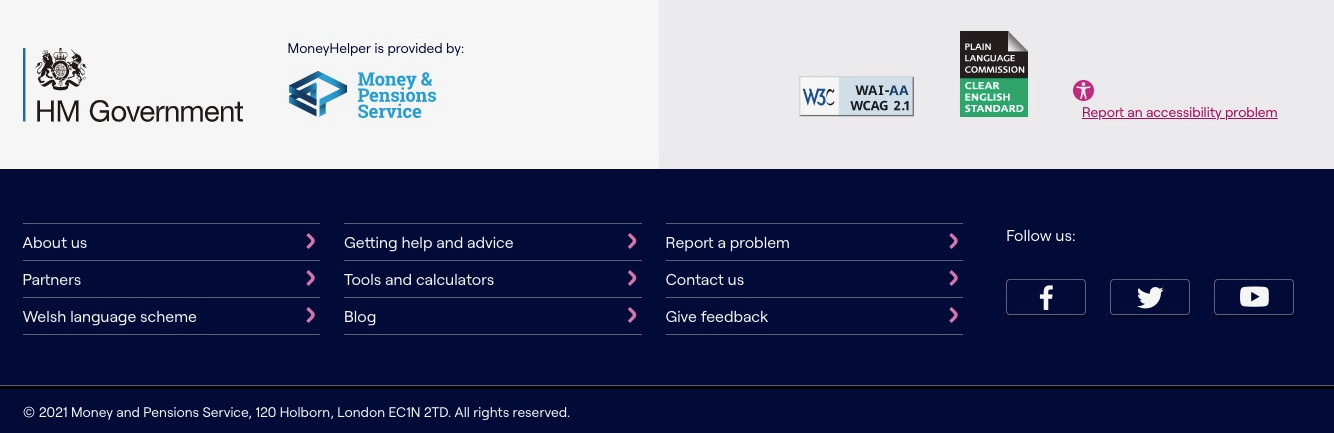 MoneyHelper is provided by:
HM Government
Money &
Pensions
Service
W3C
WAI-AA
WCAG 2.1
PLAIN
LANGUAGE
COMMISSION
CLEAR
ENGLISH
STANDARD
Report an accessibility problem
About us
Partners
Welsh language scheme
Getting help and advice
Tools and calculators
Blog
Report a problem
Contact us
Give feedback
Follow us:
© 2021 Money and Pensions Service, 120 Holborn, London EC1N 2TD. All rights reserved.